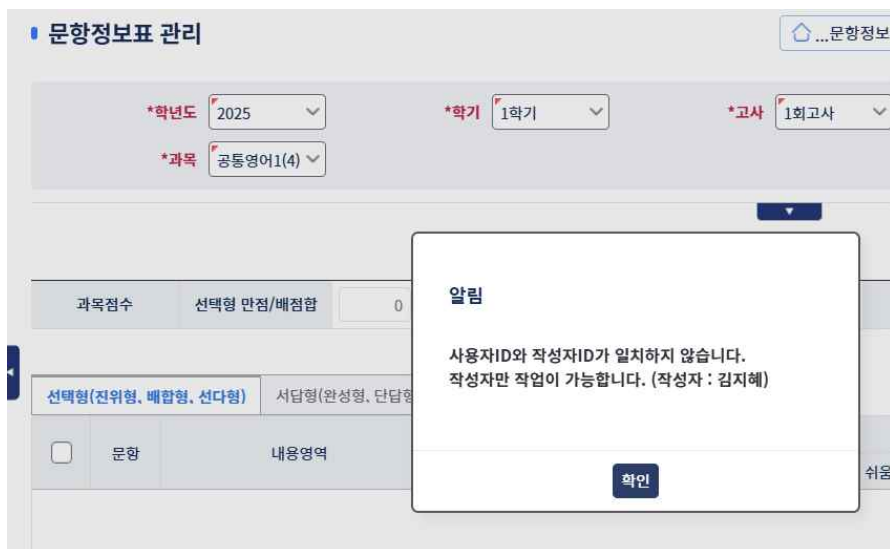 문항정보표 관리
...문항정보
*학년도 2025
*학기 1학기
*고사 1회고사
*과목 공통영어1(4)
과목점수
선택형 만점/배점합
0
선택형(진위형, 배합형, 선다형)
서답형(완성형, 단답형
문항
내용영역
쉬움
알림
사용자ID와 작성자ID가 일치하지 않습니다.
작성자만 작업이 가능합니다. (작성자 : 김지혜)
확인